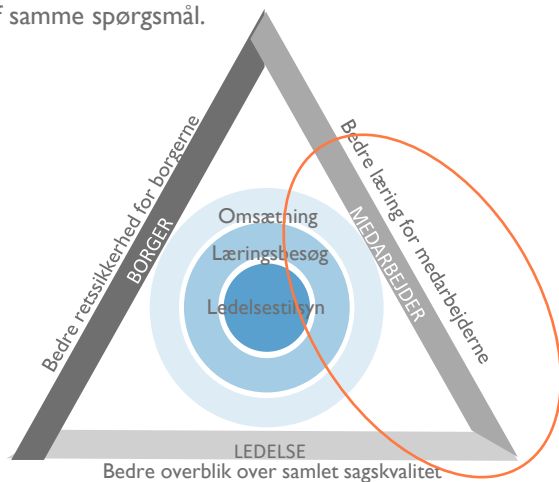 samme spørgsmål.
Bedre retssikkerhed for borgerne
BORGER
Bedre læring for medarbejderne
MEDARBEJDER
Omsætning
Læringsbesøg
Ledelsestilsyn
LEDELSE
Bedre overblik over samlet sagskvalitet